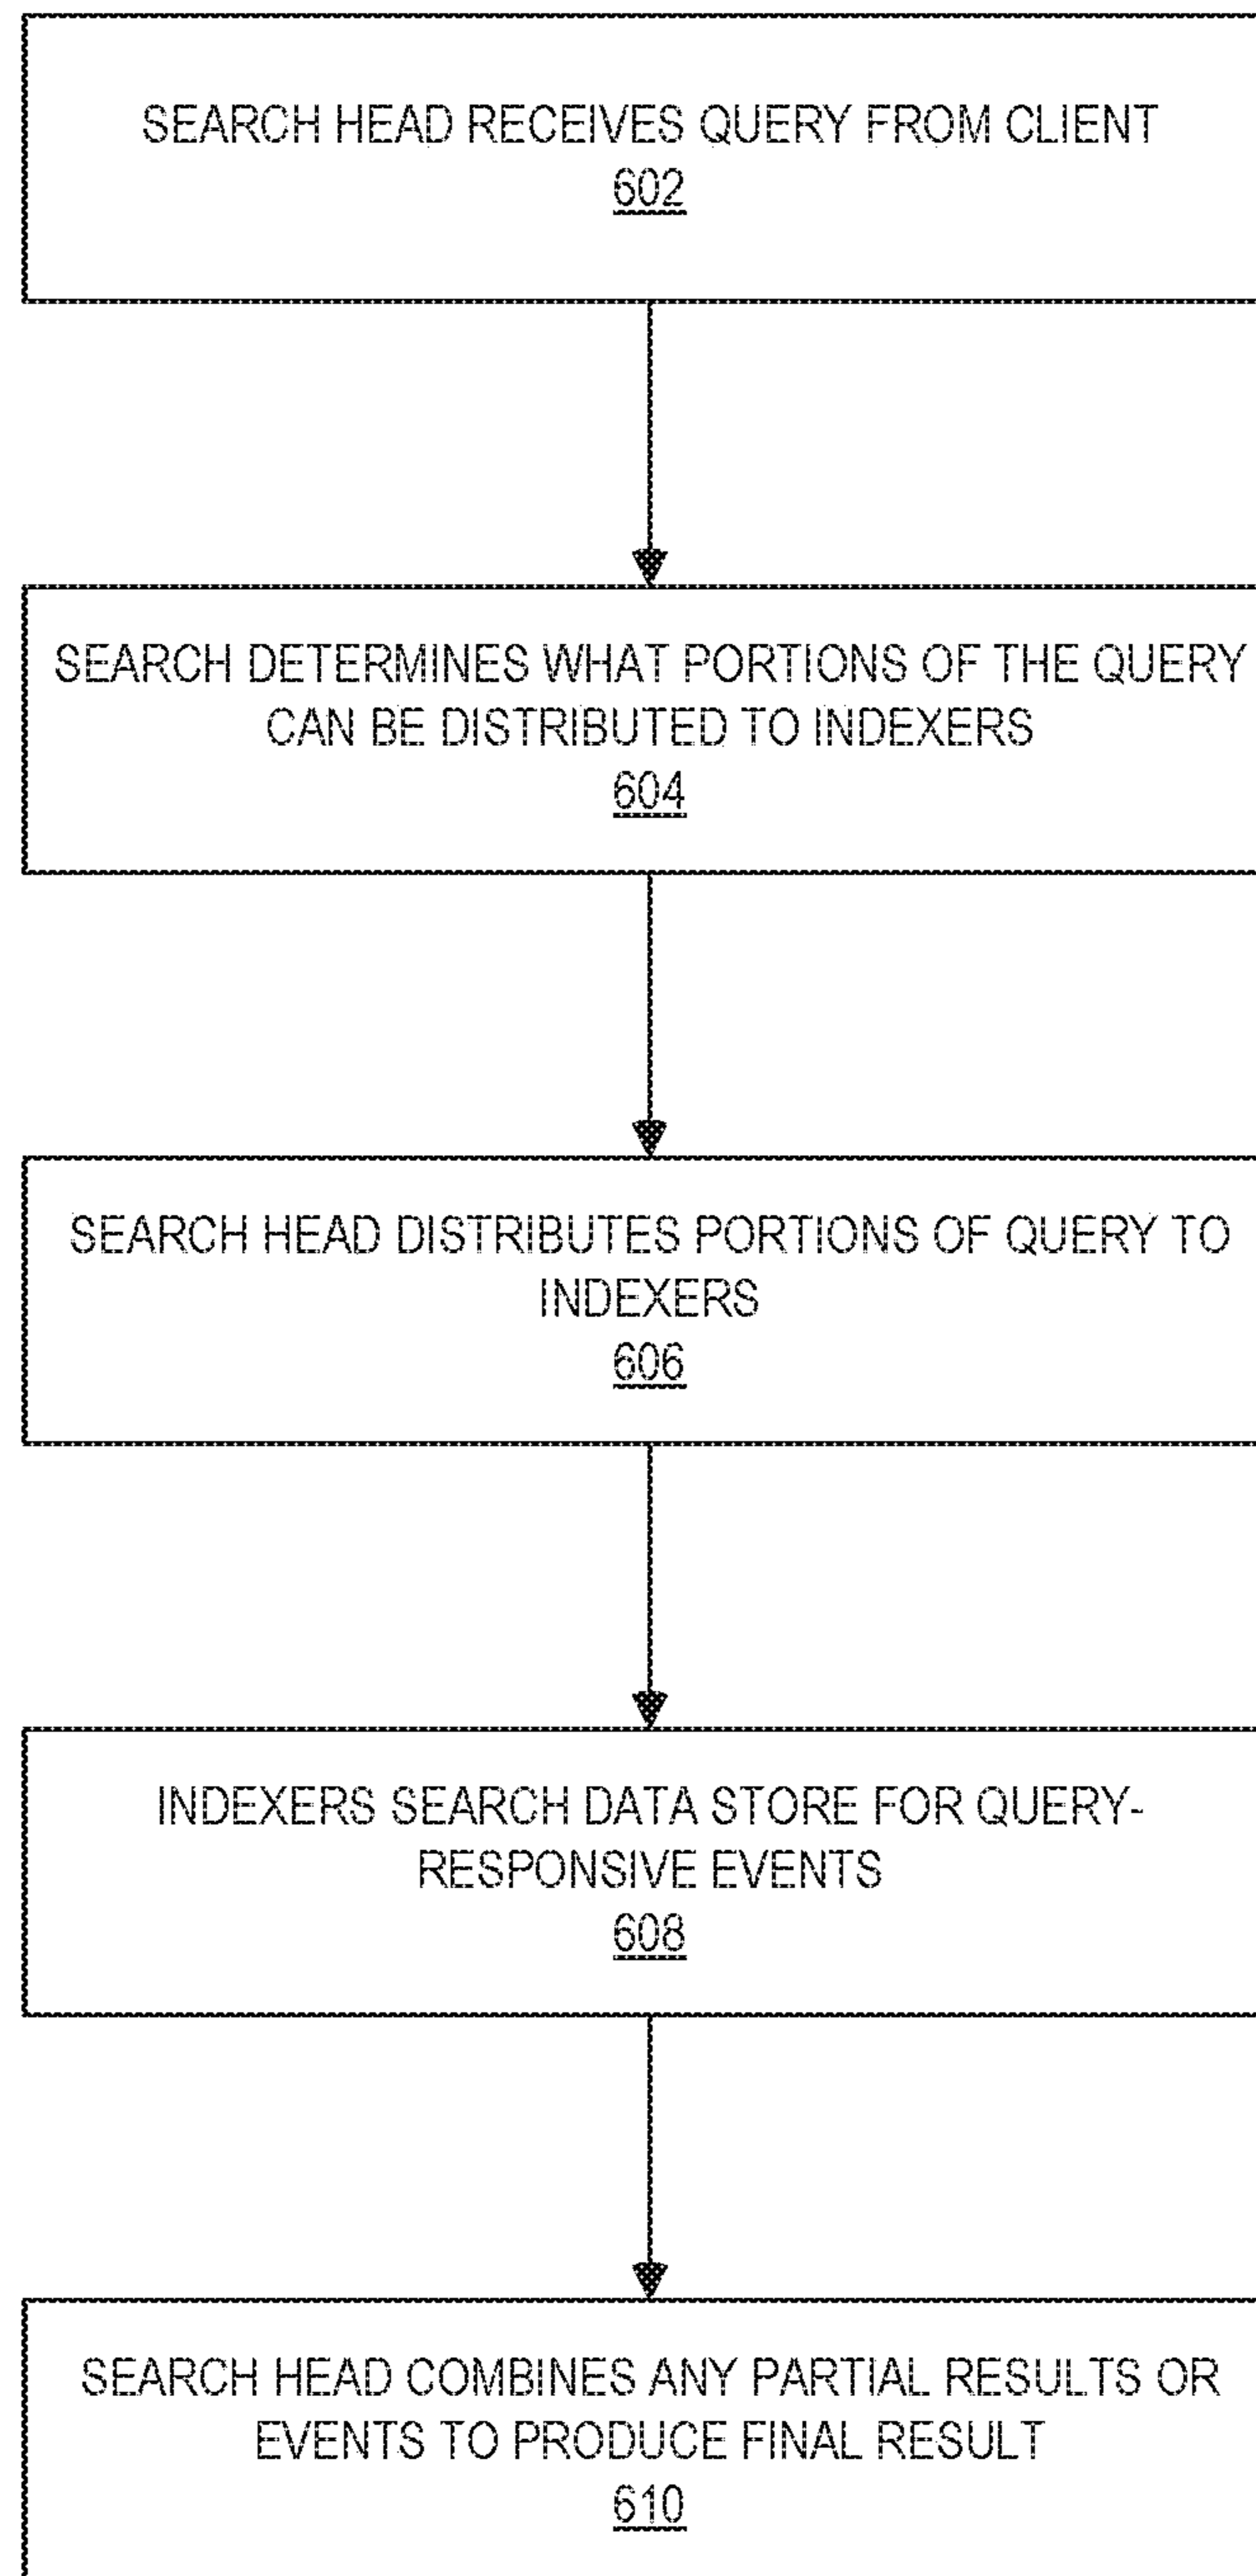 SEARCH HEAD RECEIVES QUERY FROM CLIENT
602
SEARCH DETERMINES WHAT PORTIONS OF THE QUERY
CAN BE DISTRIBUTED TO INDEXERS
604
SEARCH HEAD DISTRIBUTES PORTIONS OF QUERY TO
INDEXERS
606
INDEXERS SEARCH DATA STORE FOR QUERY-
RESPONSIVE EVENTS
608
SEARCH HEAD COMBINES ANY PARTIAL RESULTS OR
EVENTS TO PRODUCE FINAL RESULT
610